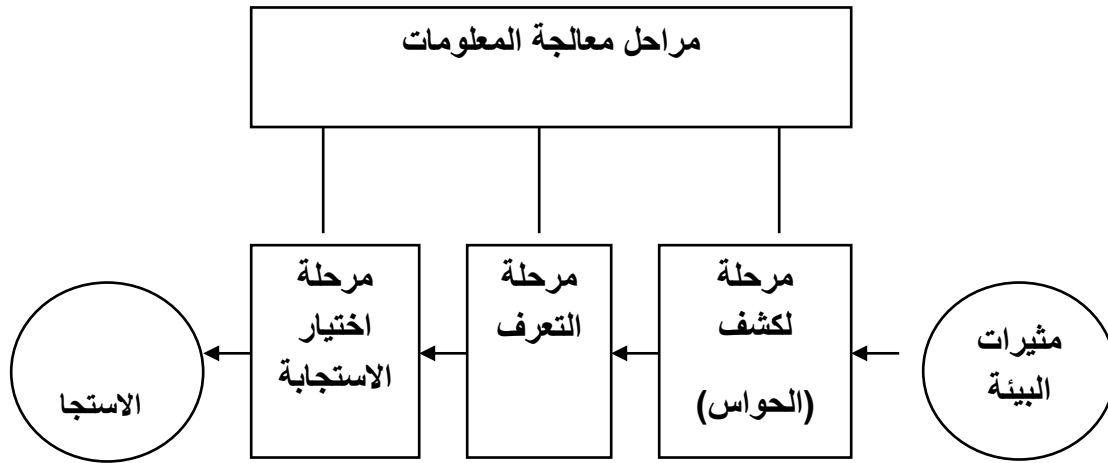 مراحل معالجة المعلومات
مثيرات
البيئة
مرحلة
لكشف
(الحواس)
مرحلة
التعرف
مرحلة
اختيار
الاستجابة
الاستجا